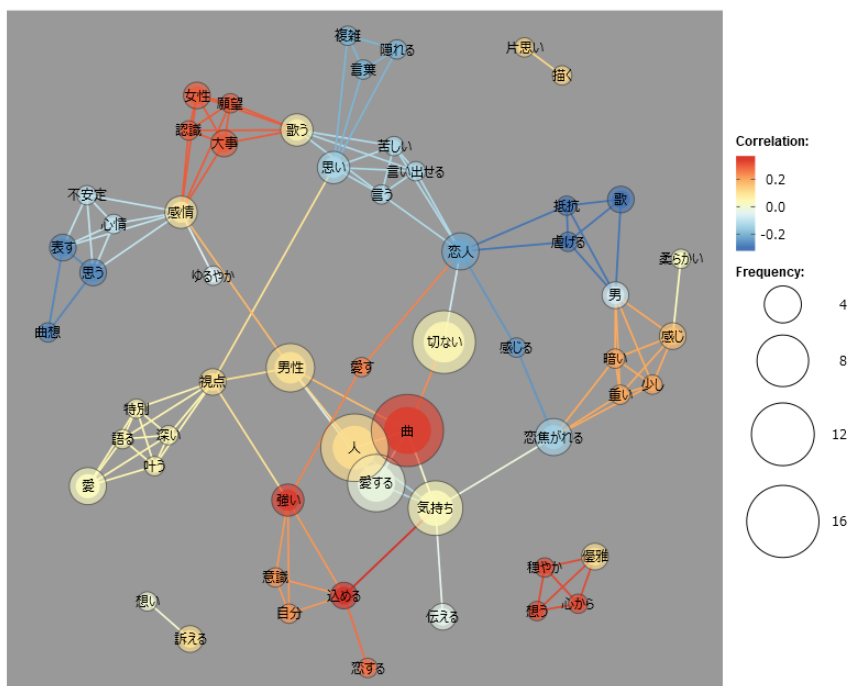 複雑
隠れる
言葉
片思い
描く
女性
願望
認識
大事
歌う
思い
苦しい
言い出せる
言う
不安定
心情
感情
表す
思う
ゆるやか
曲想
恋人
抵抗
歌
虐げる
柔らかい
男
感じ
暗い
重い
少し
切ない
感じる
男性
愛す
視点
特別
語る
深い
叶う
愛
人
曲
愛する
気持ち
恋焦がれる
強い
意識
自分
込める
恋する
伝える
想い
訴える
穏やか
優雅
想う
心から
Correlation:
0.2
0.0
-0.2
Frequency:
4
8
12
16